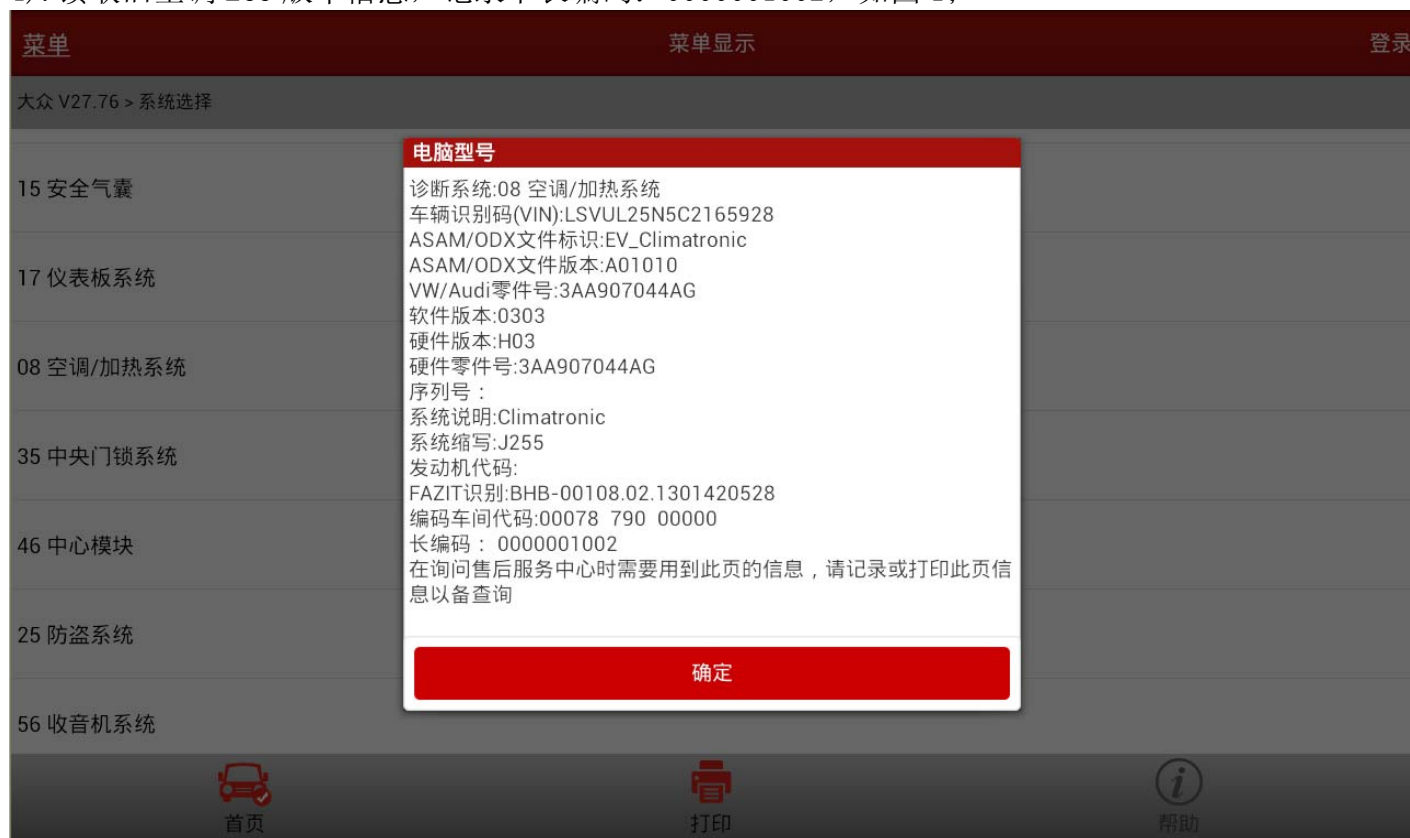 菜单
菜单显示
登录
大众 V27.76 > 系统选择
电脑型号
15 安全气囊
17 仪表板系统
08 空调/加热系统
35 中央门锁系统
46 中心模块
25 防盗系统
56 收音机系统
诊断系统:08 空调/加热系统
车辆识别码(VIN):LSVUL25N5C2165928
ASAM/ODX文件标识:EV_Climatronic
ASAM/ODX文件版本:A01010
VW/Audi零件号:3AA907044AG
软件版本:0303
硬件版本:H03
硬件零件号:3AA907044AG
序列号：
系统说明:Climatronic
系统缩写:J255
发动机代码:
FAZIT识别:BHB-00108.02.1301420528
编码车间代码:00078 790 00000
长编码： 0000001002
在询问售后服务中心时需要用到此页的信息，请记录或打印此页信
息以备查询
确定
首页
打印
帮助